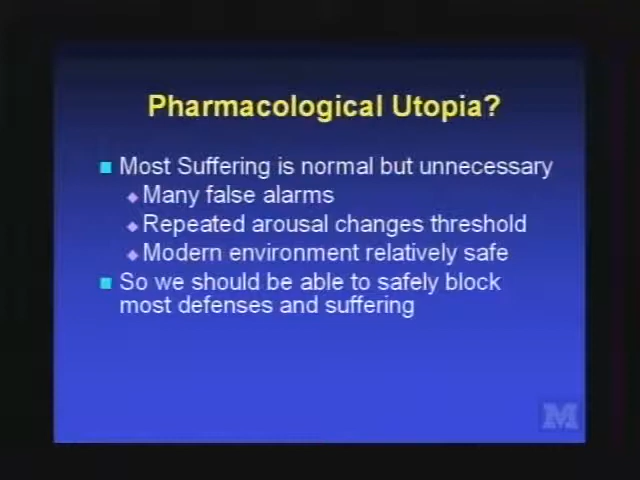 Pharmacological Utopia?
Most Suffering is normal but unnecessary
Many false alarms
Repeated arousal changes threshold
Modern environment relatively safe
So we should be able to safely block
most defenses and suffering
M